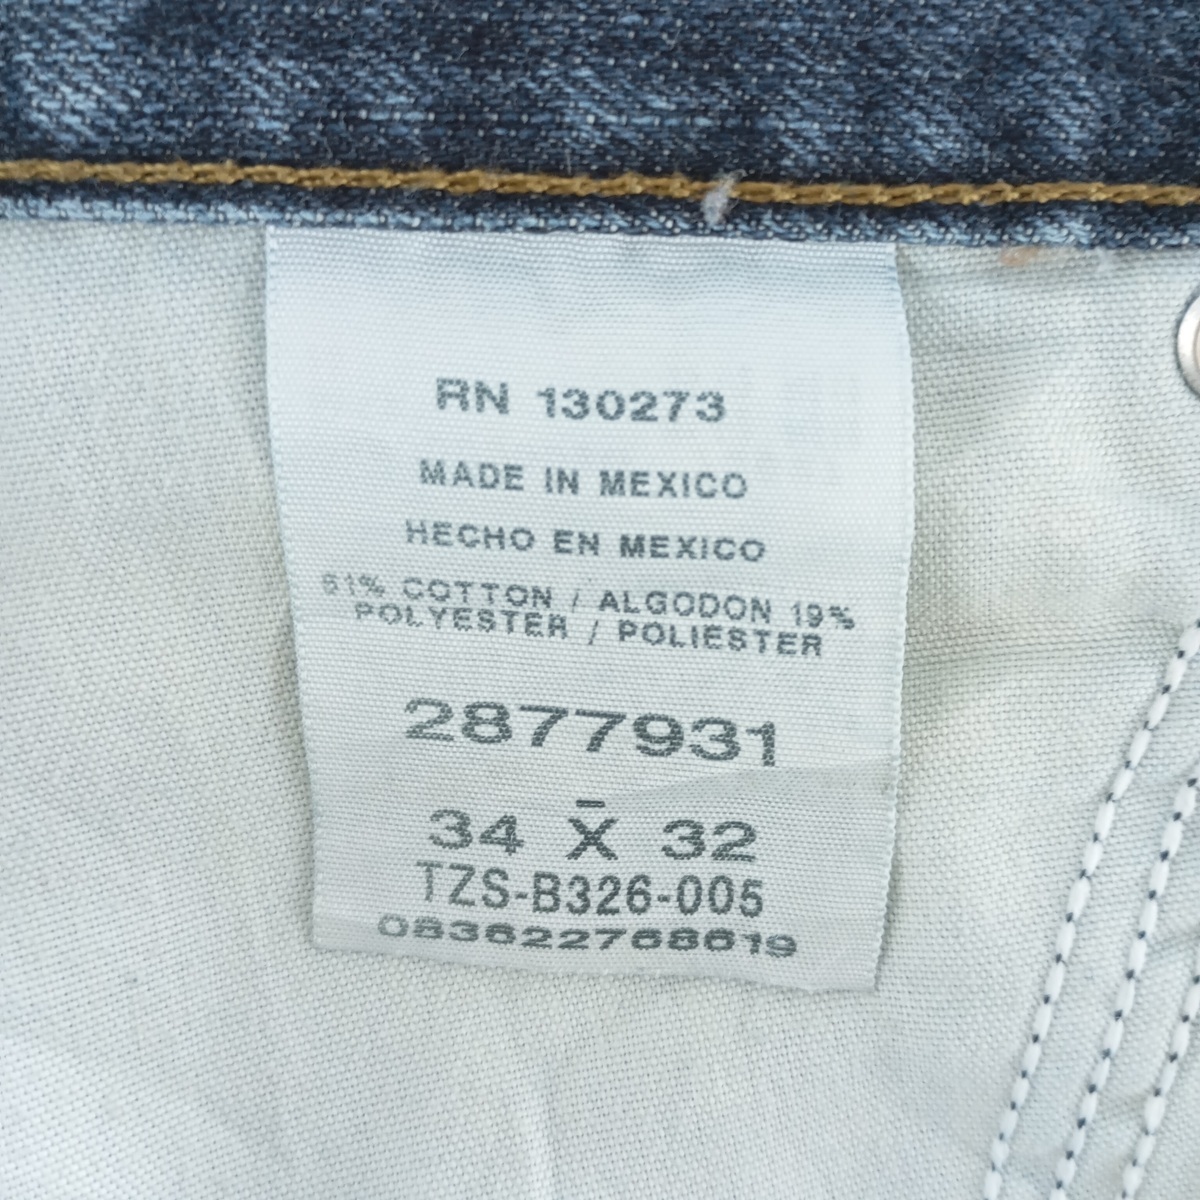 RN 130273
MADE IN MEXICO
HECHO EN MEXICO
81% COTTON / ALGODON 19%
POLYESTER / POLIESTER
2877931
34 X̄ 32
TZS-B326-005
083622768619